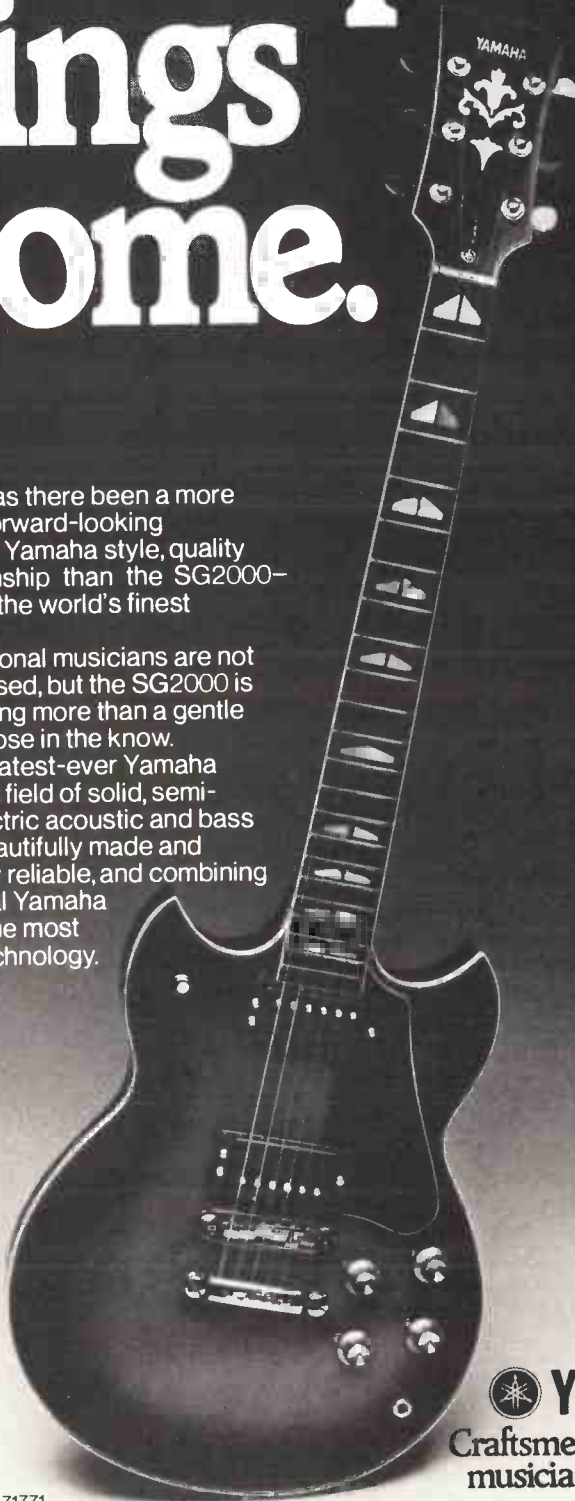 ings
ome.
YAMAHA
as there been a more
orward-looking
Yamaha style, quality
nship than the SG2000–
the world's finest
onal musicians are not
sed, but the SG2000 is
ing more than a gentle
ose in the know.
atest-ever Yamaha
field of solid, semi-
ctric acoustic and bass
autifully made and
reliable, and combining
al Yamaha
ne most
chnology.
Y
Craftsme
musicia
71771